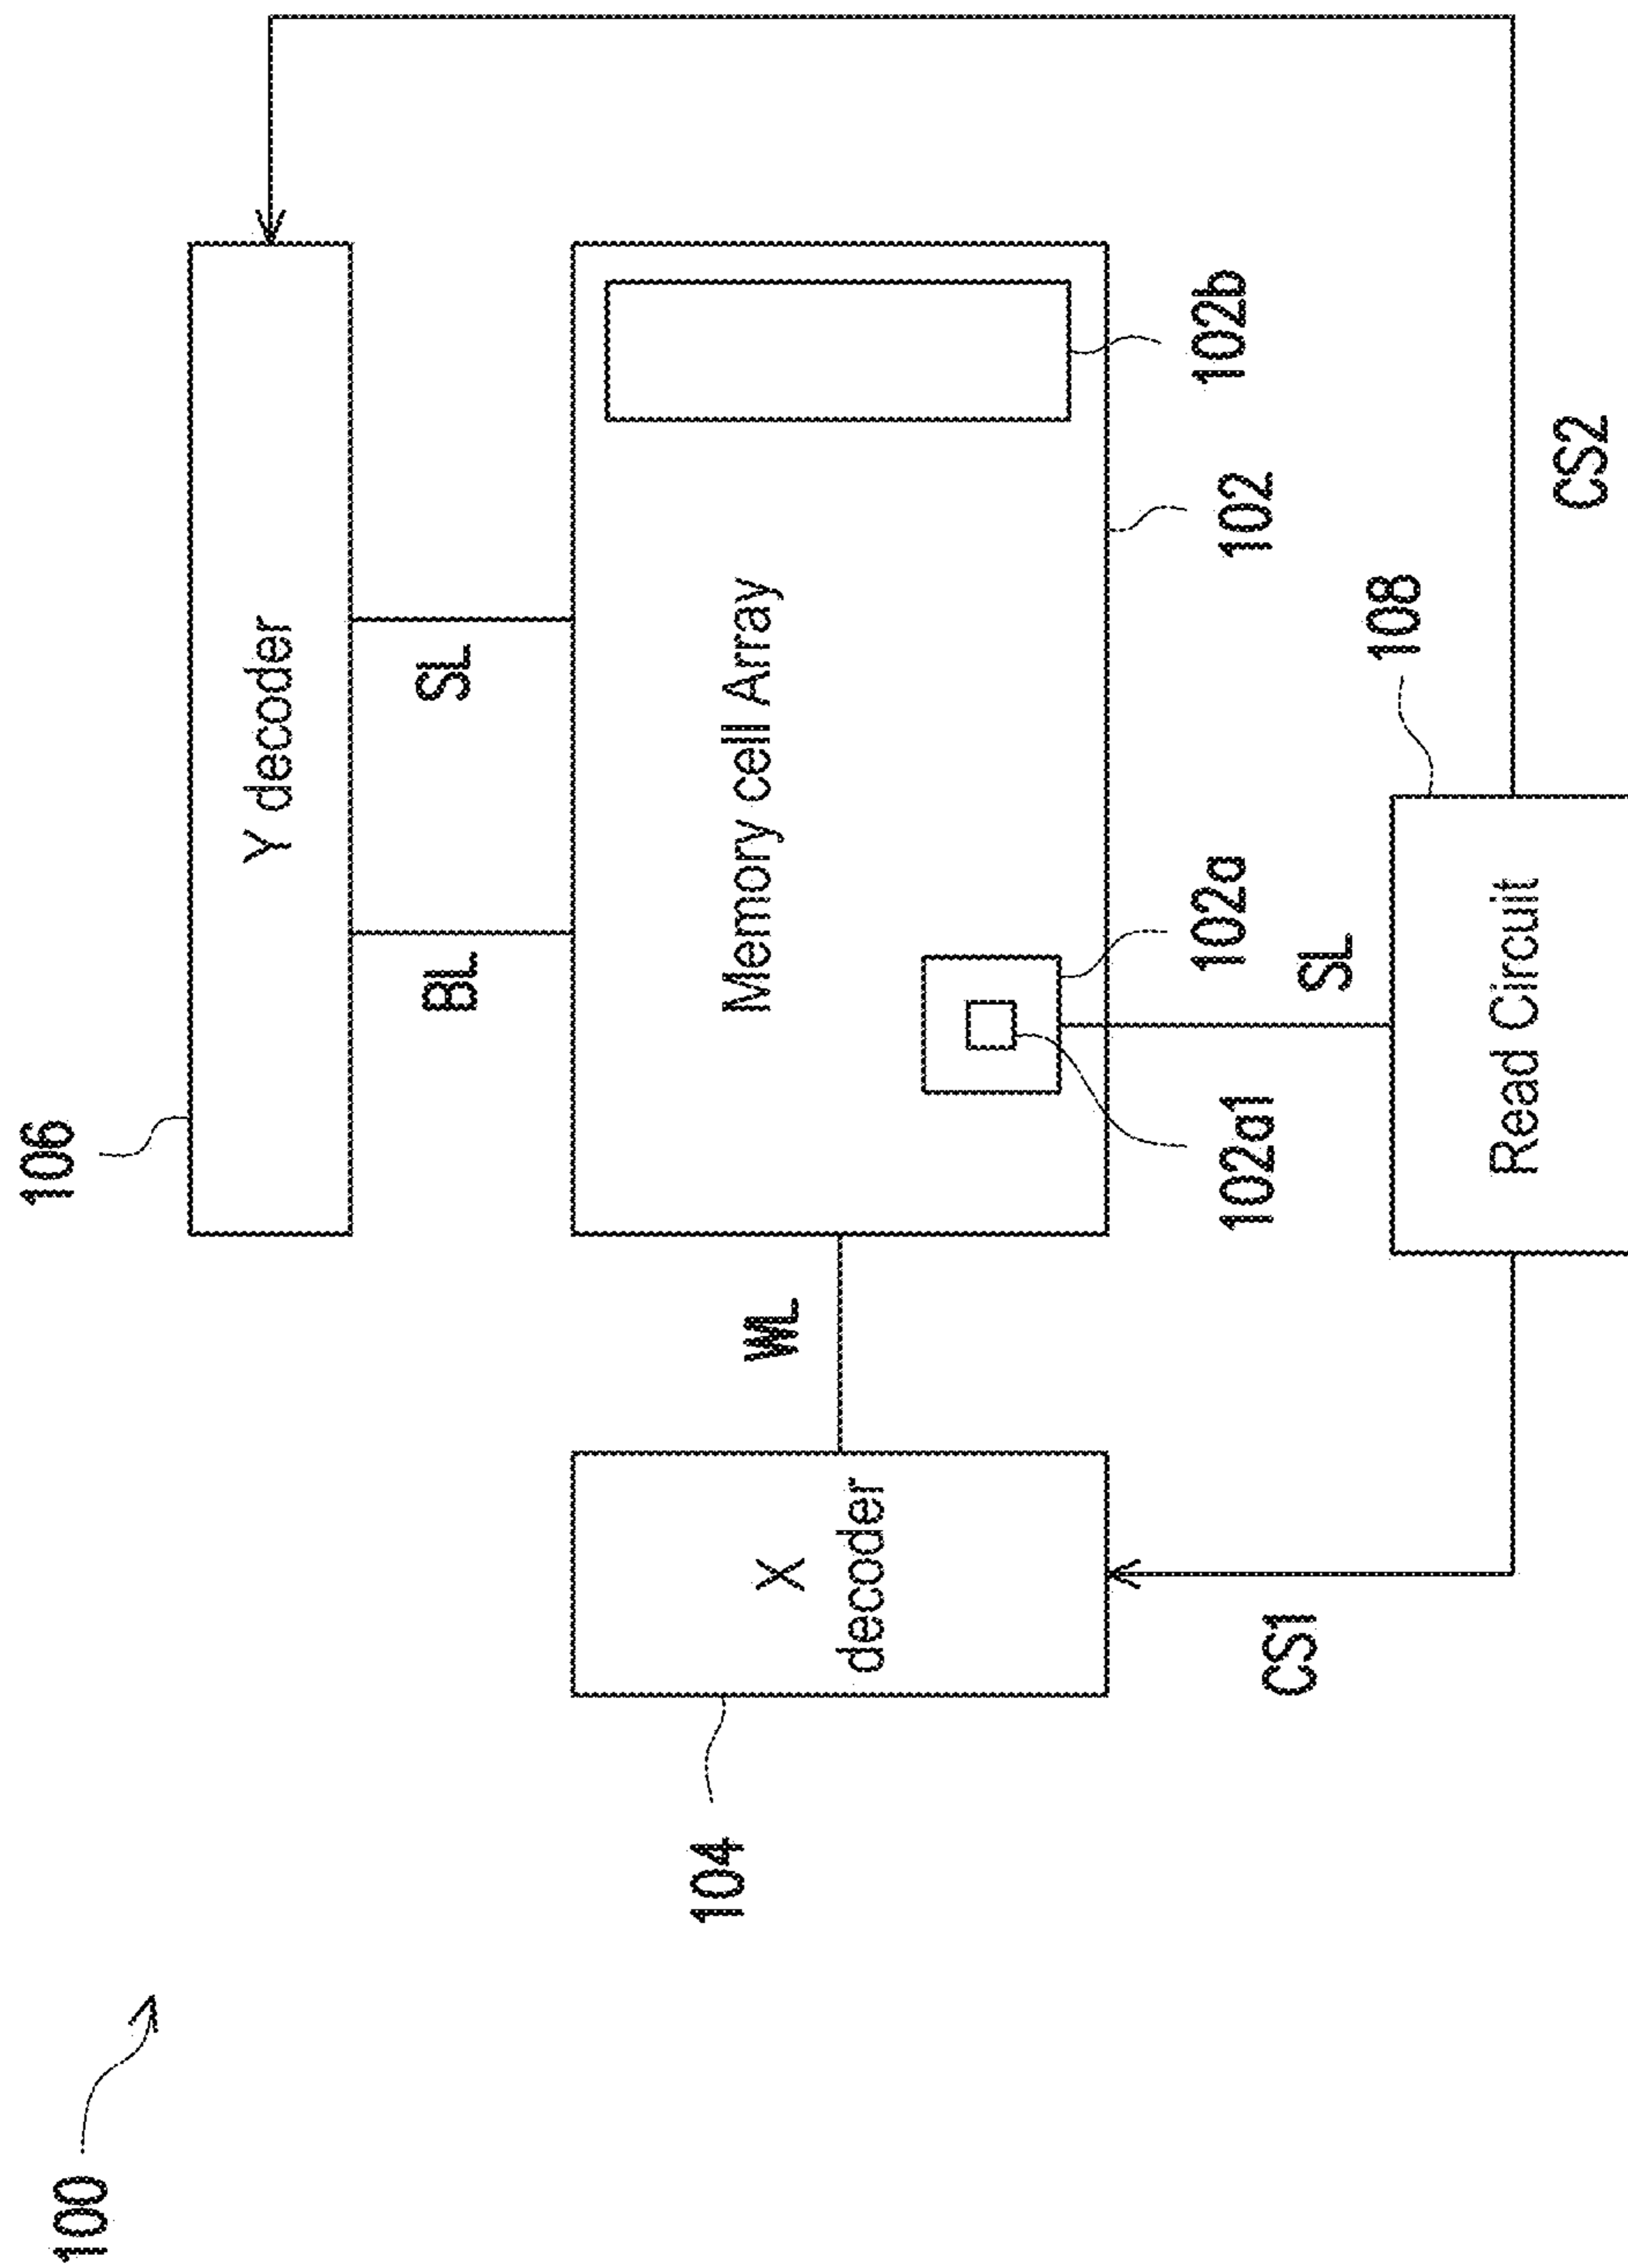 100
106
Y decoder
BL
SL
104
X
decoder
WL
Memory cell Array
102a1
102a
102
102b
CS1
SL
108
Read Circuit
CS2